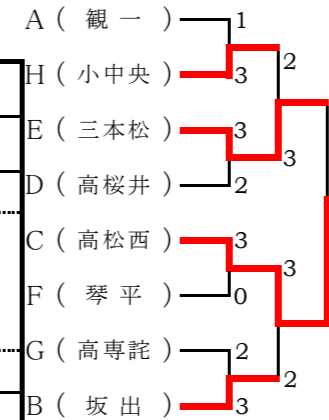 A ( 観 一 ) 1
2
H ( 小中央 ) 3
E ( 三本松 ) 3
3
D ( 高桜井 ) 2
C ( 高松西 ) 3
3
F ( 琴 平 ) 0
G ( 高専詫 ) 2
2
B ( 坂 出 ) 3